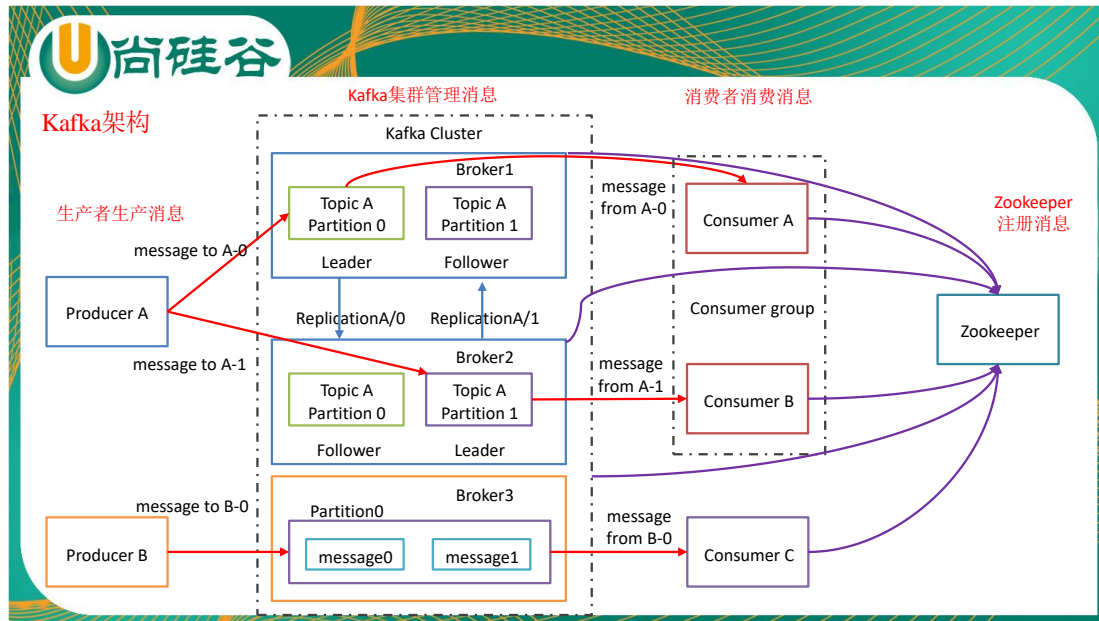 尚硅谷
Kafka架构
Kafka集群管理消息
消费者消费消息
Kafka Cluster
生产者生产消息
Zookeeper
注册消息
Broker1
Topic A
Partition 0
Topic A
Partition 1
Leader
Follower
message to A-0
message
from A-0
Consumer A
Producer A
ReplicationA/0
ReplicationA/1
Consumer group
Zookeeper
message to A-1
Broker2
Topic A
Partition 0
Topic A
Partition 1
Follower
Leader
message
from A-1
Consumer B
message to B-0
Broker3
Partition0
message0
message1
Producer B
message
from B-0
Consumer C